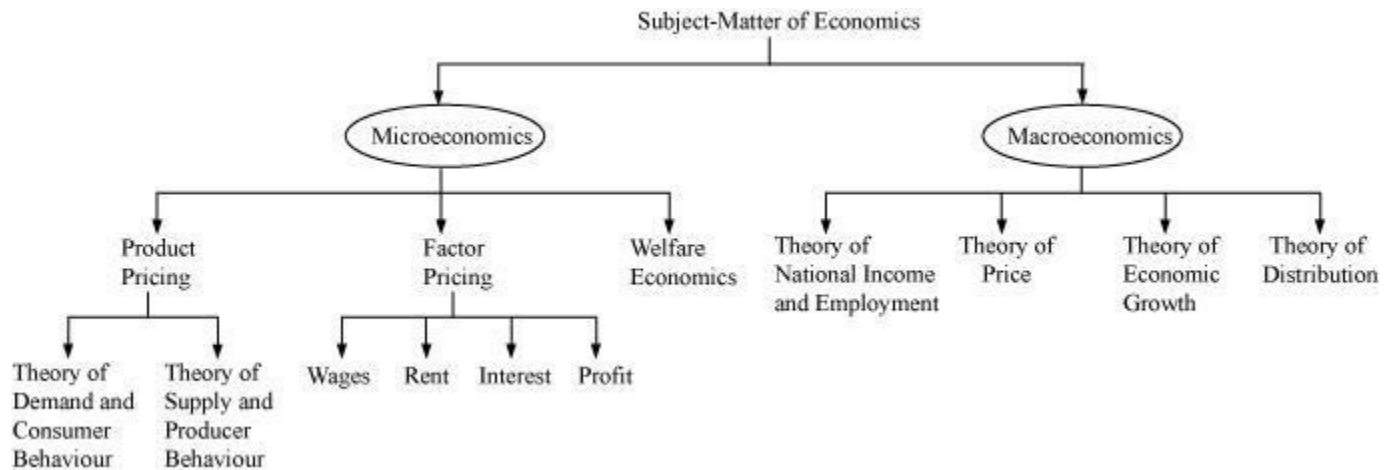 Subject-Matter of Economics
Microeconomics
Macroeconomics
Product
Pricing
Factor
Pricing
Welfare
Economics
Theory of
National Income
and Employment
Theory of
Price
Theory of
Economic
Growth
Theory of
Distribution
Theory of
Demand and
Consumer
Behaviour
Theory of
Supply and
Producer
Behaviour
Wages
Rent
Interest
Profit